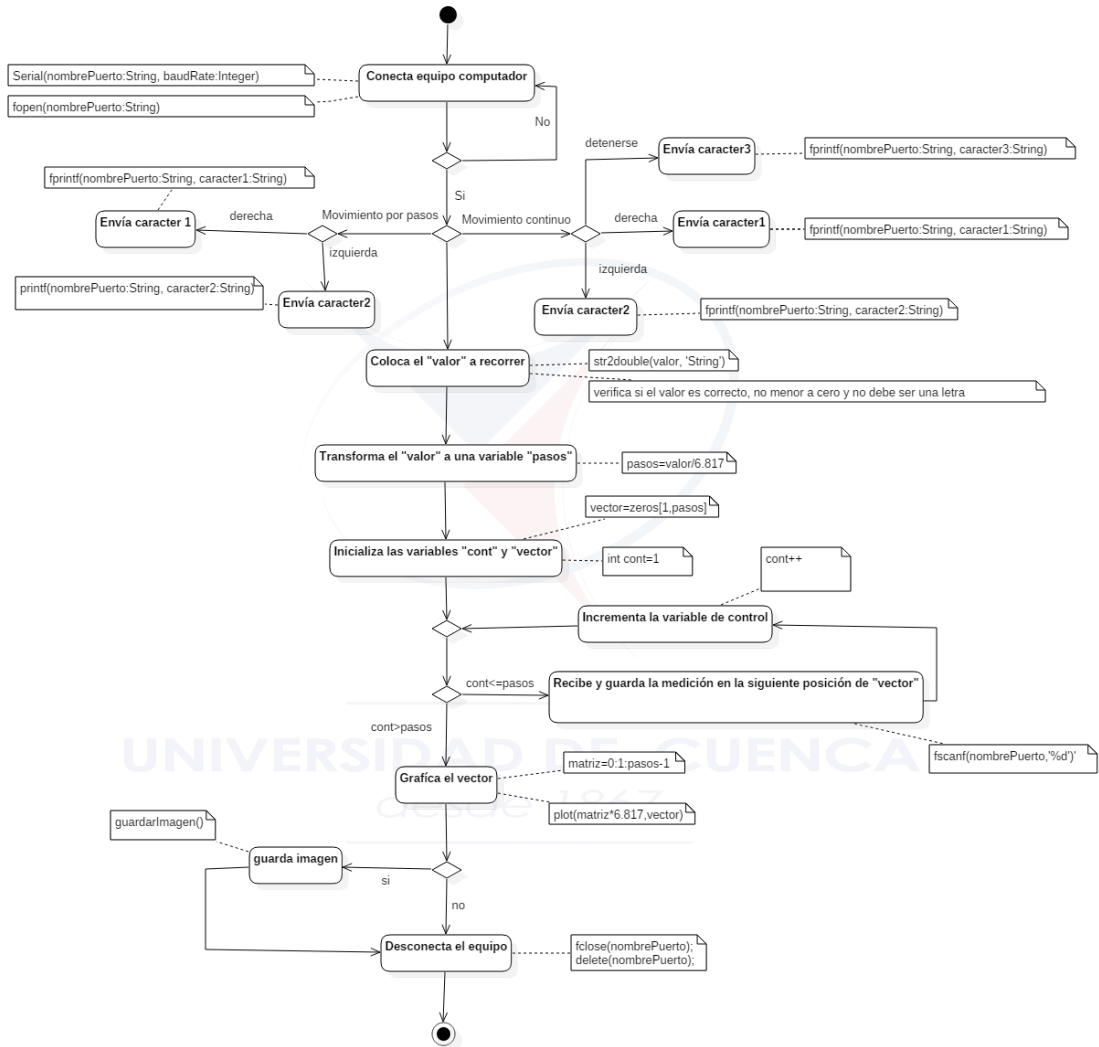 Conecta equipo computador
Serial(nombrePuerto:String, baudRate:Integer)
fopen(nombrePuerto:String)
No
detenerse
Envía caracter3
fprintf(nombrePuerto:String, caracter3:String)
fprintf(nombrePuerto:String, caracter1:String)
Si
Envía caracter 1
derecha
Movimiento por pasos
Movimiento continuo
derecha
Envía caracter1
fprintf(nombrePuerto:String, caracter1:String)
izquierda
izquierda
printf(nombrePuerto:String, caracter2:String)
Envía caracter2
Envía caracter2
fprintf(nombrePuerto:String, caracter2:String)
Coloca el "valor" a recorrer
str2double(valor, 'String')
verifica si el valor es correcto, no menor a cero y no debe ser una letra
Transforma el "valor" a una variable "pasos"
pasos=valor/6.817
vector=zeros[1,pasos]
Inicializa las variables "cont" y "vector"
int cont=1
cont++
Incrementa la variable de control
cont<=pasos
Recibe y guarda la medición en la siguiente posición de "vector"
cont>pasos
fscanf(nombrePuerto,'%d')'
UNIVERSIDAD DE CUENCA
desde 1867
Grafíca el vector
matriz=0:1:pasos-1
plot(matriz*6.817,vector)
guardarImagen()
guarda imagen
si
no
Desconecta el equipo
fclose(nombrePuerto);
delete(nombrePuerto);